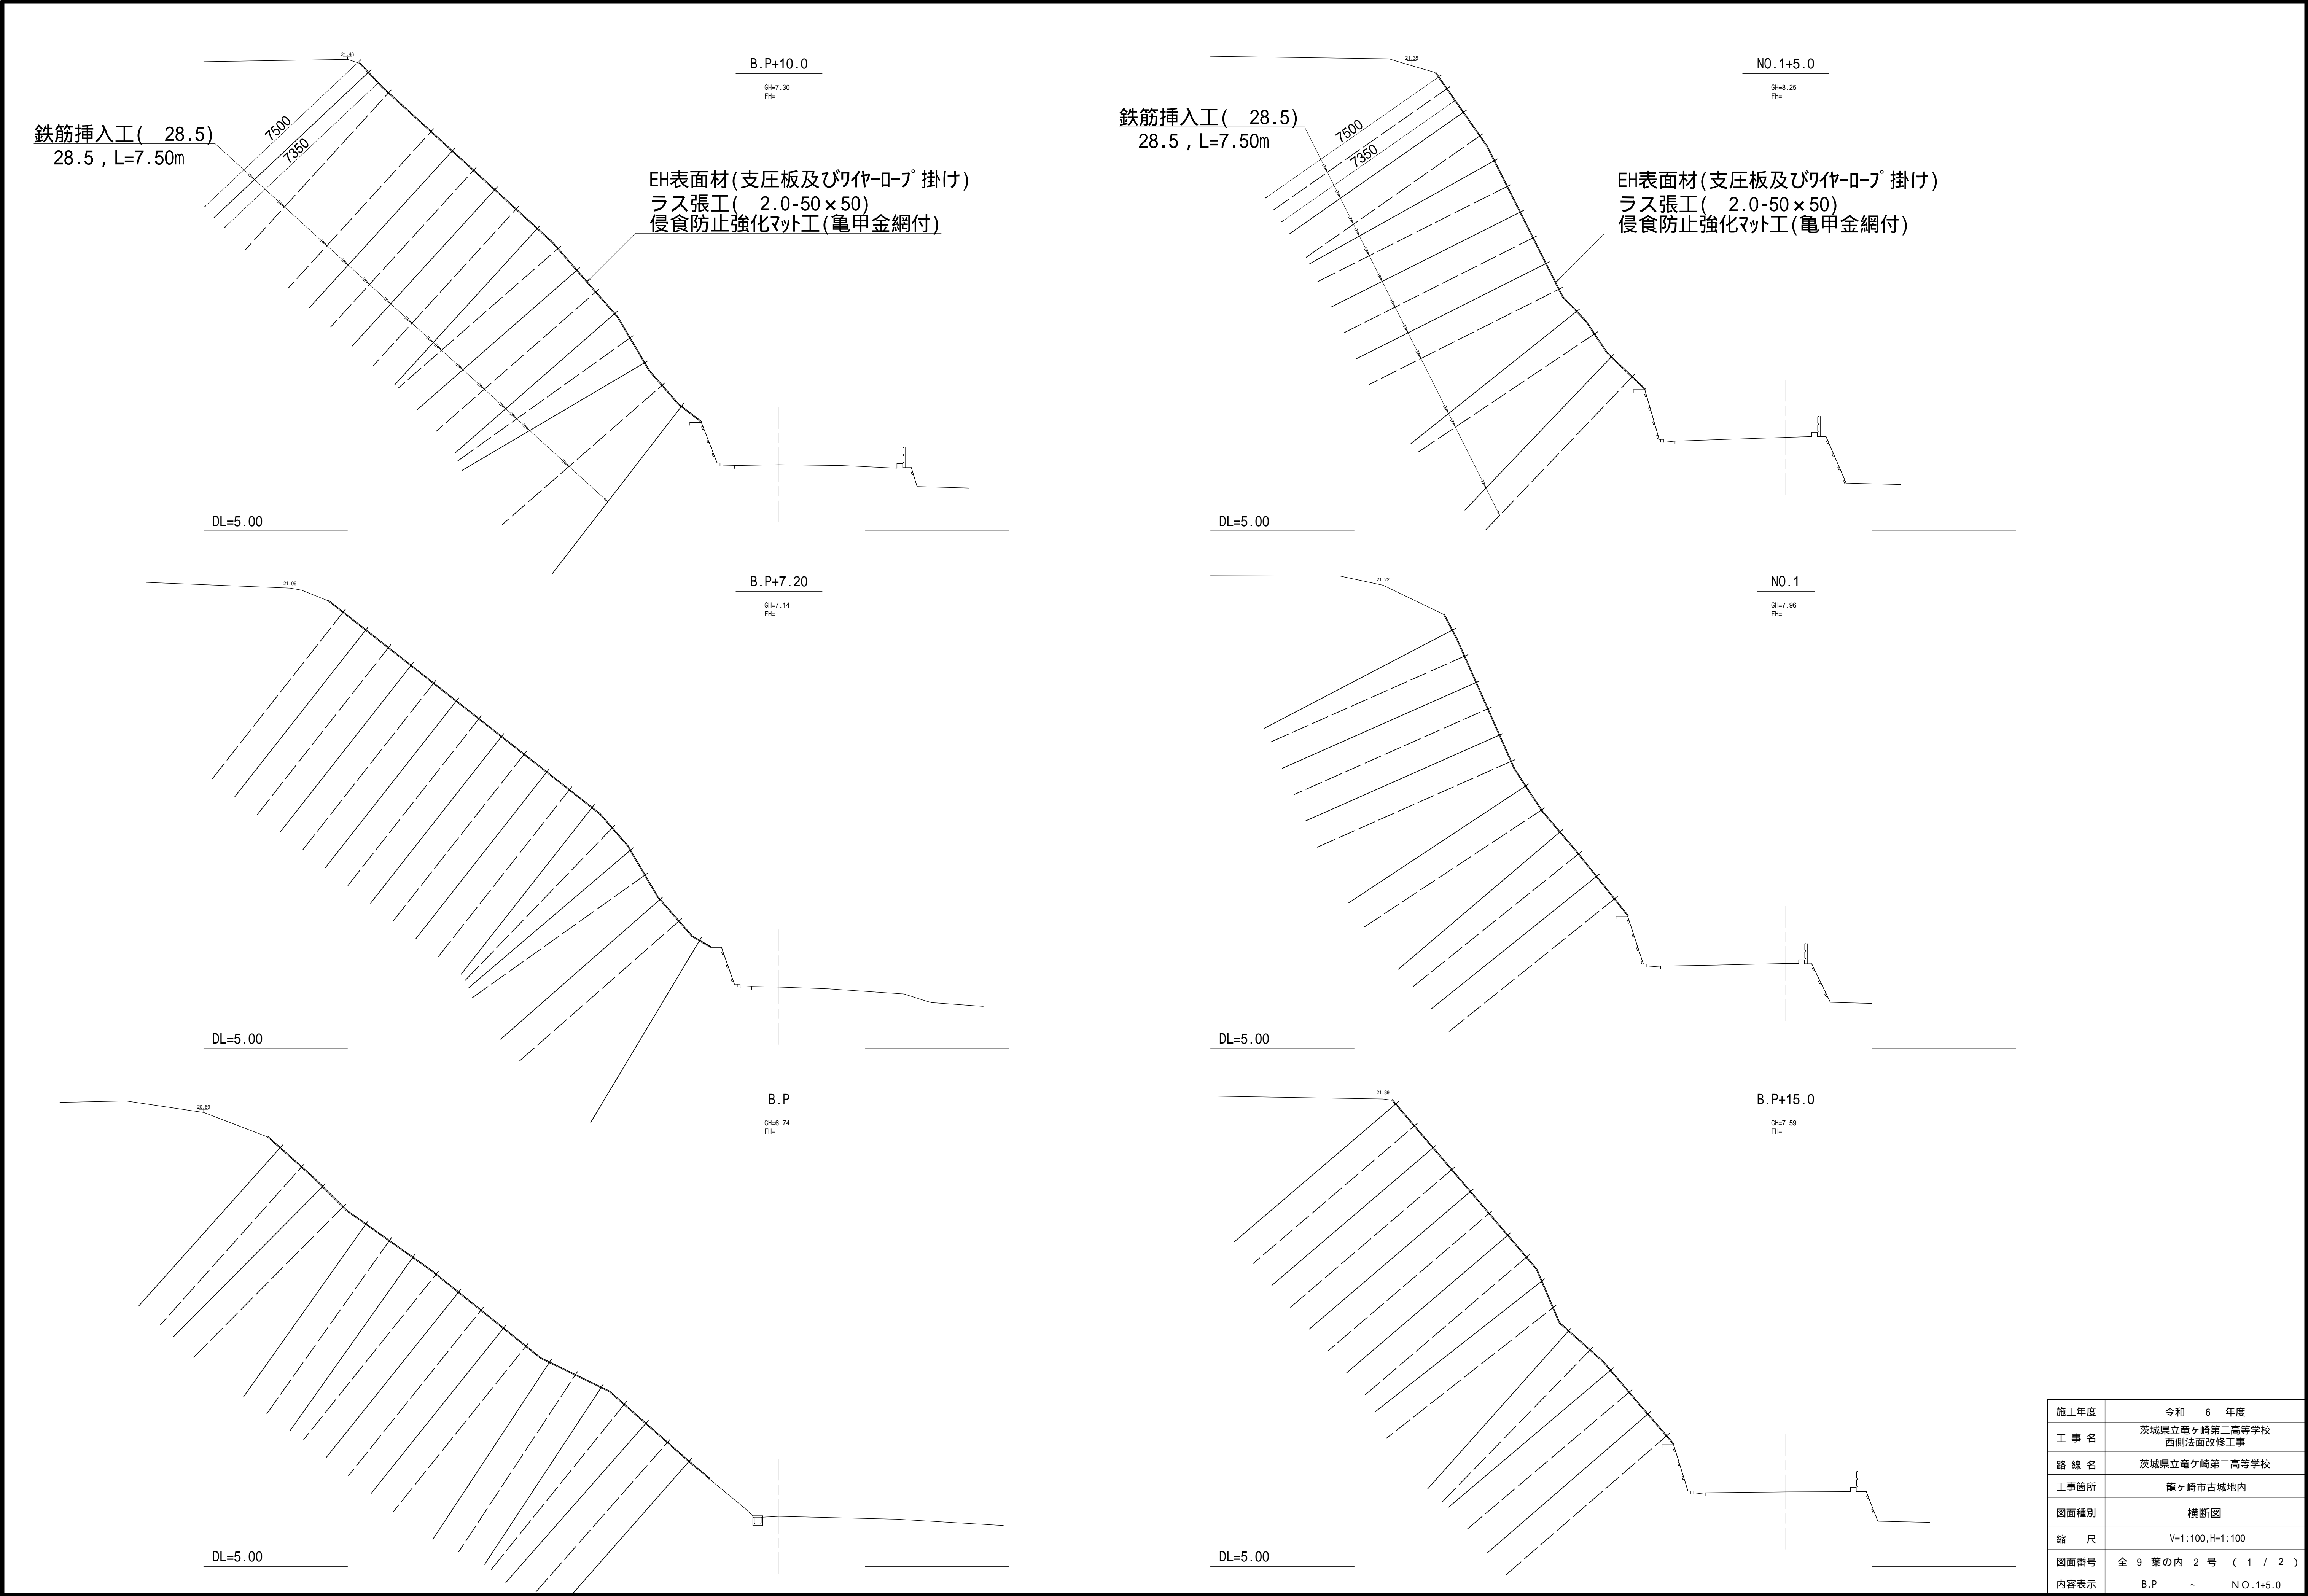 21.48
B.P+10.0
GH=7.30
FH=
鉄筋挿入工(　28.5)
28.5 , L=7.50m
7500
7350
EH表面材(支圧板及びﾜｲﾔｰﾛｰﾌﾟ掛け)
ラス張工(　2.0-50×50)
侵食防止強化ﾏｯﾄ工(亀甲金網付)
DL=5.00
21.35
NO.1+5.0
GH=8.25
FH=
鉄筋挿入工(　28.5)
28.5 , L=7.50m
7500
7350
EH表面材(支圧板及びﾜｲﾔｰﾛｰﾌﾟ掛け)
ラス張工(　2.0-50×50)
侵食防止強化ﾏｯﾄ工(亀甲金網付)
DL=5.00
21.09
B.P+7.20
GH=7.14
FH=
DL=5.00
21.22
NO.1
GH=7.96
FH=
DL=5.00
20.89
B.P
GH=6.74
FH=
DL=5.00
21.39
B.P+15.0
GH=7.59
FH=
DL=5.00
施工年度　令和　6　年度
工 事 名　茨城県立竜ヶ崎第二高等学校
西側法面改修工事
路 線 名　茨城県立竜ケ崎第二高等学校
工事箇所　龍ヶ崎市古城地内
図面種別　横断図
縮　尺　V=1:100,H=1:100
図面番号　全 9 葉の内 2 号 ( 1 / 2 )
内容表示　B.P ~ NO.1+5.0